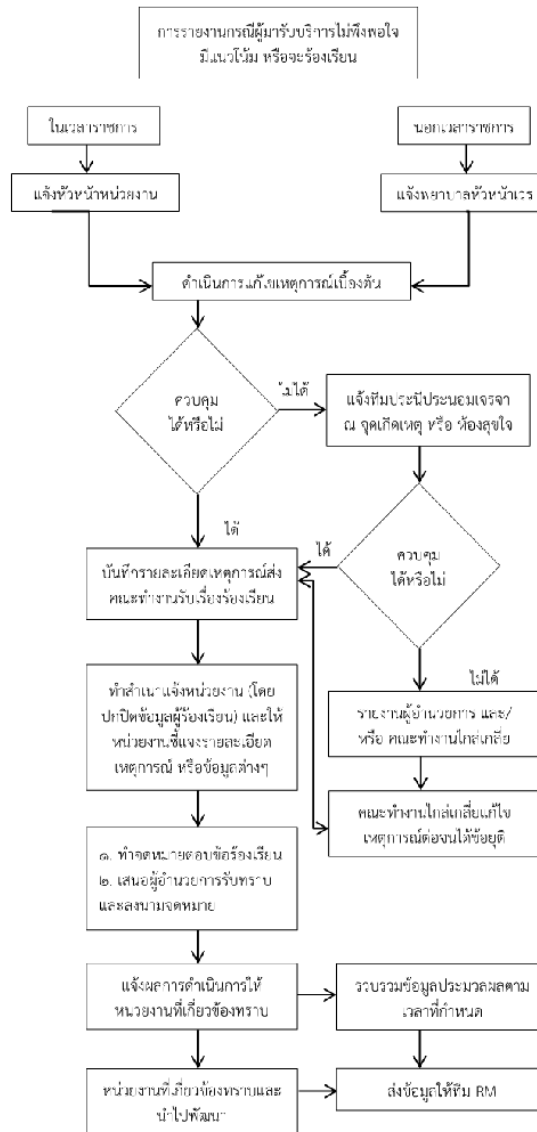 การรายงานกรณีผู้มารับบริการไม่พึงพอใจ
มีแนวโน้ม หรือจะร้องเรียน
ในเวลาราชการ
นอกเวลาราชการ
แจ้งหัวหน้าหน่วยงาน
แจ้งพยาบาลหัวหน้าเวร
ดำเนินการแก้ไขเหตุการณ์เบื้องต้น
ควบคุม
ได้หรือไม่
ไม่ได้
แจ้งทีมประนีประนอมเจรจา
ณ จุดเกิดเหตุ หรือ ห้องสุขใจ
ได้
ได้
ควบคุม
ได้หรือไม่
บันทึกรายละเอียดเหตุการณ์ส่ง
คณะทำงานรับเรื่องร้องเรียน
ไม่ได้
ทำสำเนาแจ้งหน่วยงาน (โดย
ปกปิดข้อมูลผู้ร้องเรียน) และให้
หน่วยงานชี้แจงรายละเอียด
เหตุการณ์ หรือข้อมูลต่างๆ
รายงานผู้อำนวยการ และ/
หรือ คณะทำงานไกล่เกลี่ย
คณะทำงานไกล่เกลี่ยแก้ไข
เหตุการณ์ต่อจนได้ข้อยุติ
๑. ทำจดหมายตอบข้อร้องเรียน
๒. เสนอผู้อำนวยการรับทราบ
และลงนามจดหมาย
แจ้งผลการดำเนินการให้
หน่วยงานที่เกี่ยวข้องทราบ
รวบรวมข้อมูลประมวลผลตาม
เวลาที่กำหนด
หน่วยงานที่เกี่ยวข้องทราบและ
นำไปพัฒนา
ส่งข้อมูลให้ทีม RM